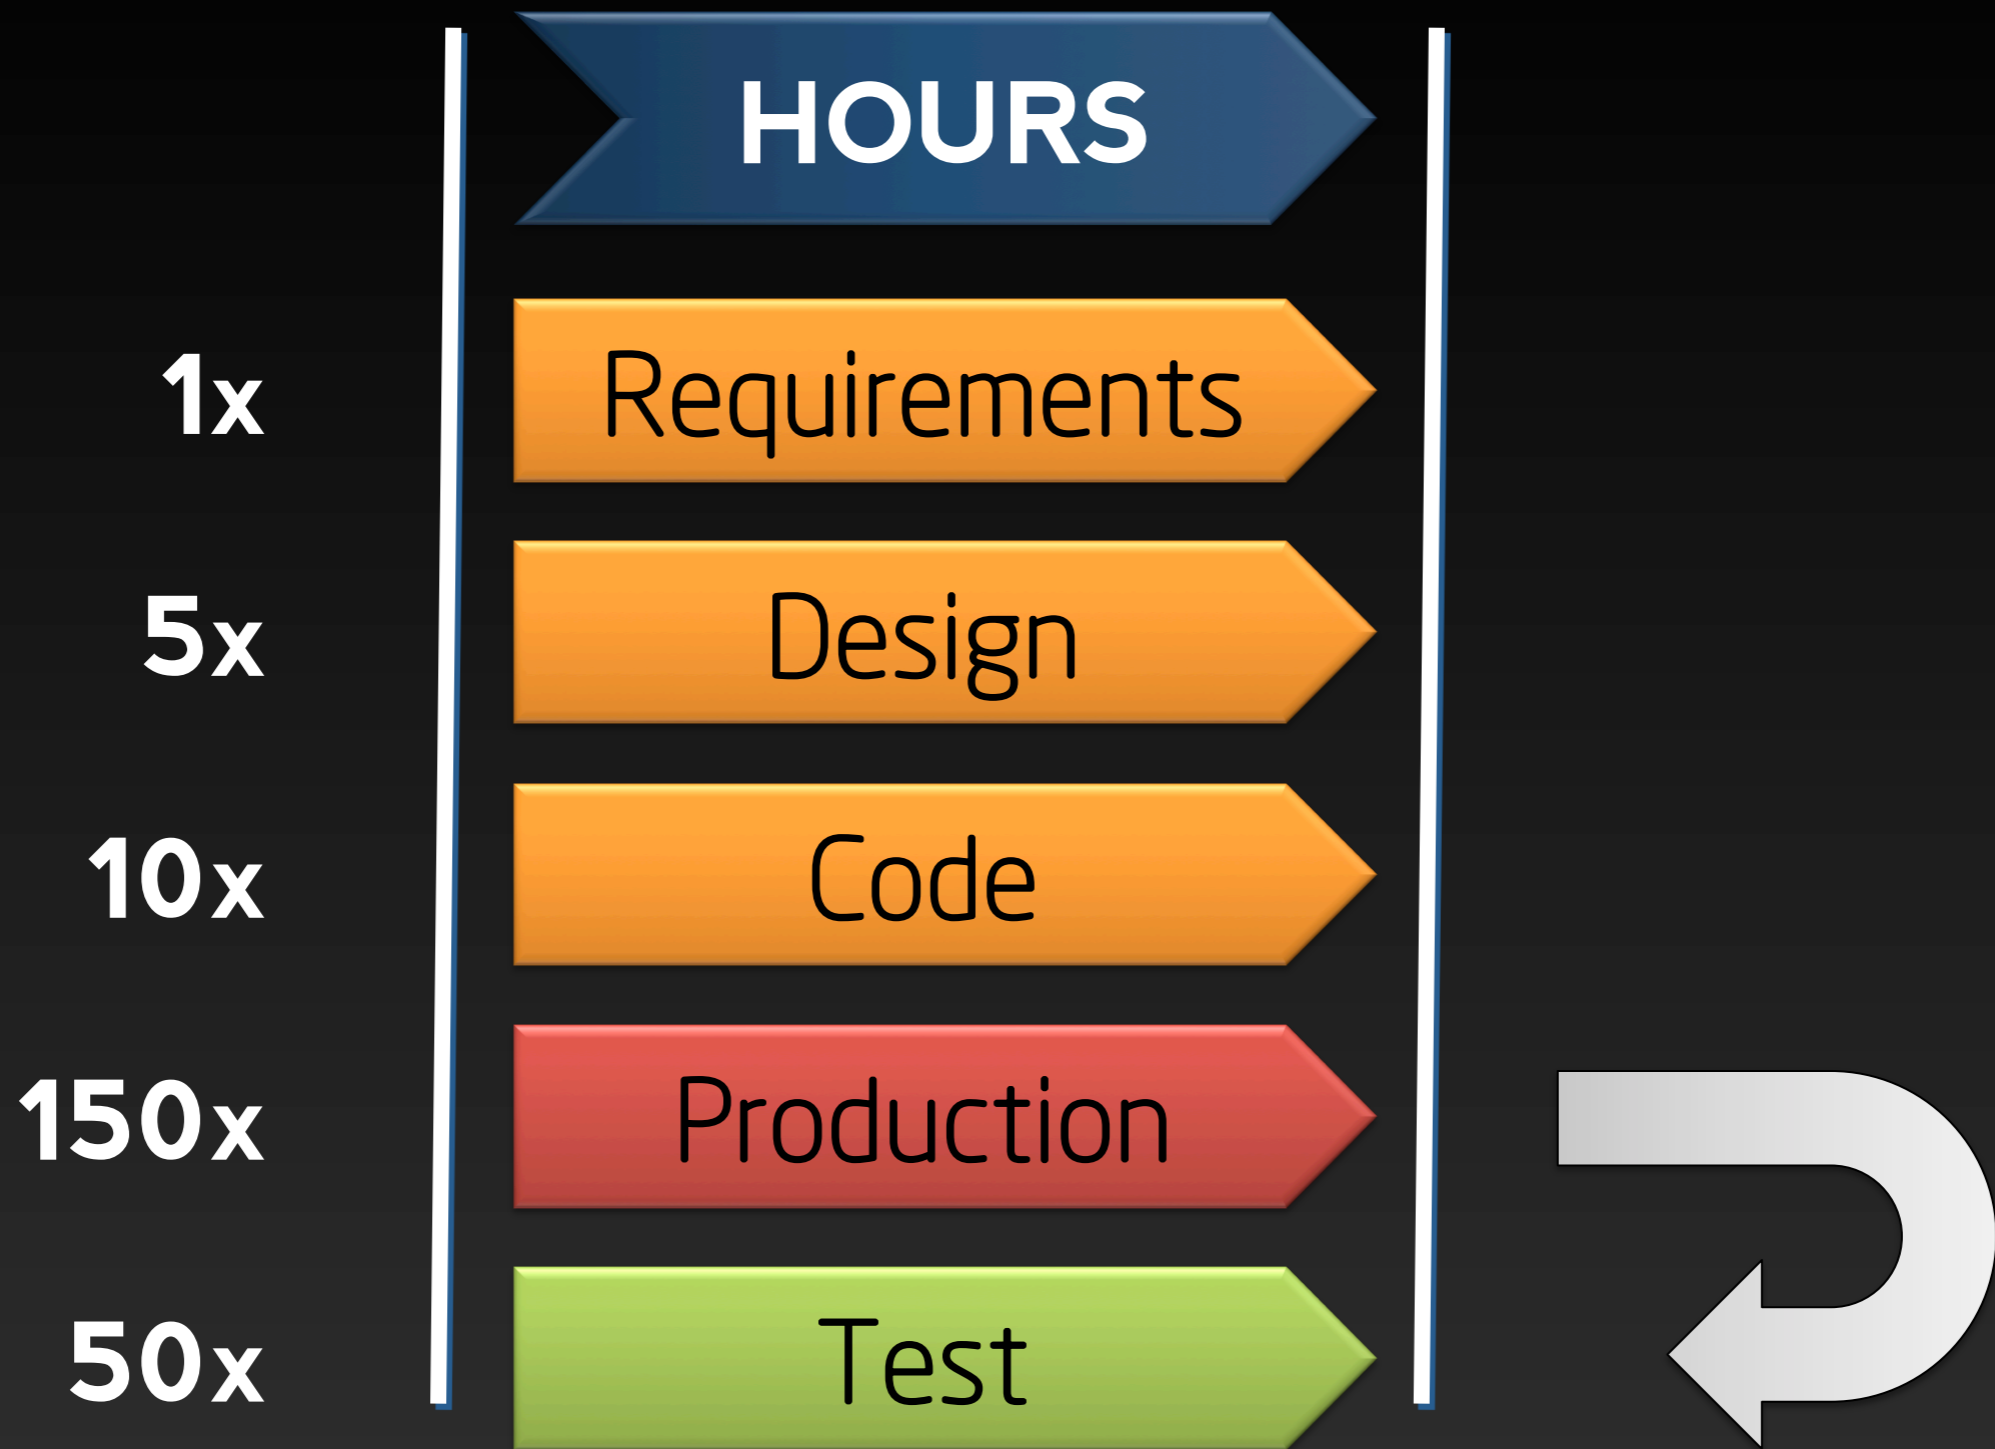 HOURS
1x Requirements
5x Design
10x Code
150x Production
50x Test